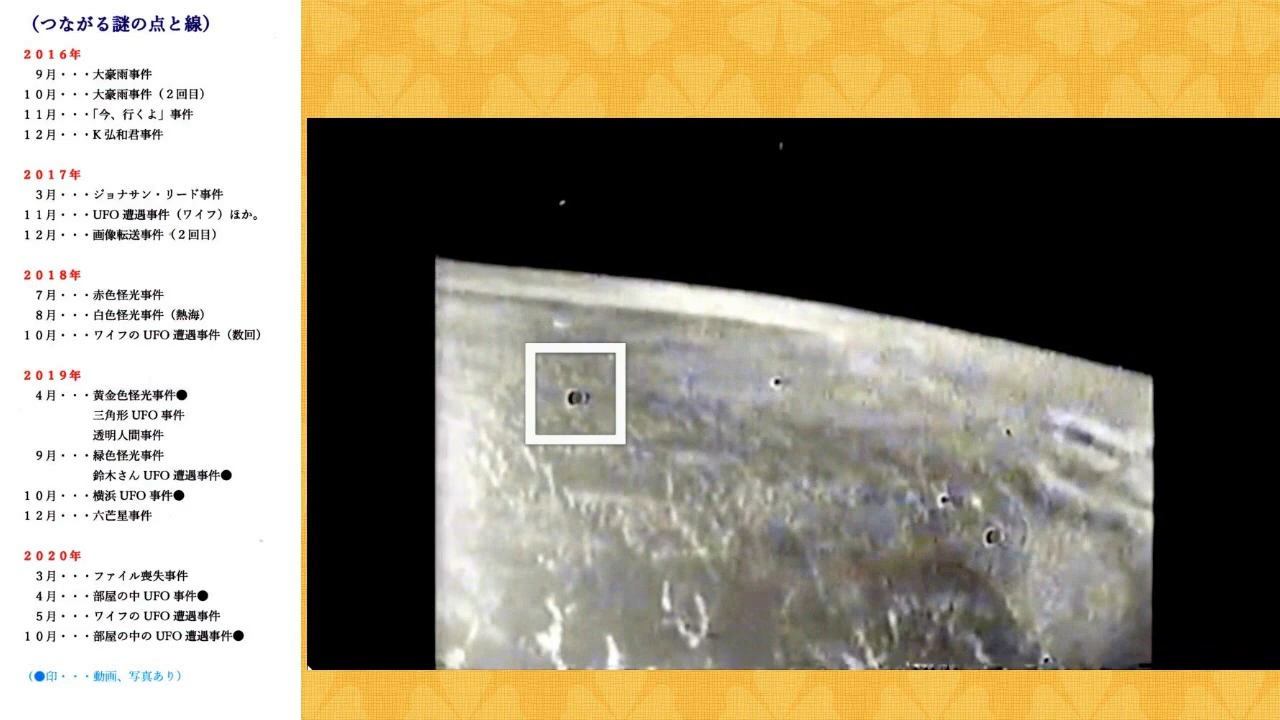 （つながる謎の点と線）
２０１６年
９月・・・大豪雨事件
１０月・・・大豪雨事件（２回目）
１１月・・・「今、行くよ」事件
１２月・・・K 弘和君事件
２０１７年
３月・・・ジョナサン・リード事件
１１月・・・UFO 遭遇事件（ワイフ）ほか。
１２月・・・画像転送事件（２回目）
２０１８年
７月・・・赤色怪光事件
８月・・・白色怪光事件（熱海）
１０月・・・ワイフの UFO 遭遇事件（数回）
２０１９年
４月・・・黄金色怪光事件●
三角形 UFO 事件
透明人間事件
９月・・・緑色怪光事件
鈴木さん UFO 遭遇事件●
１０月・・・横浜 UFO 事件●
１２月・・・六芒星事件
２０２０年
３月・・・ファイル喪失事件
４月・・・部屋の中 UFO 事件●
５月・・・ワイフの UFO 遭遇事件
１０月・・・部屋の中の UFO 遭遇事件●
（●印・・・動画、写真あり）